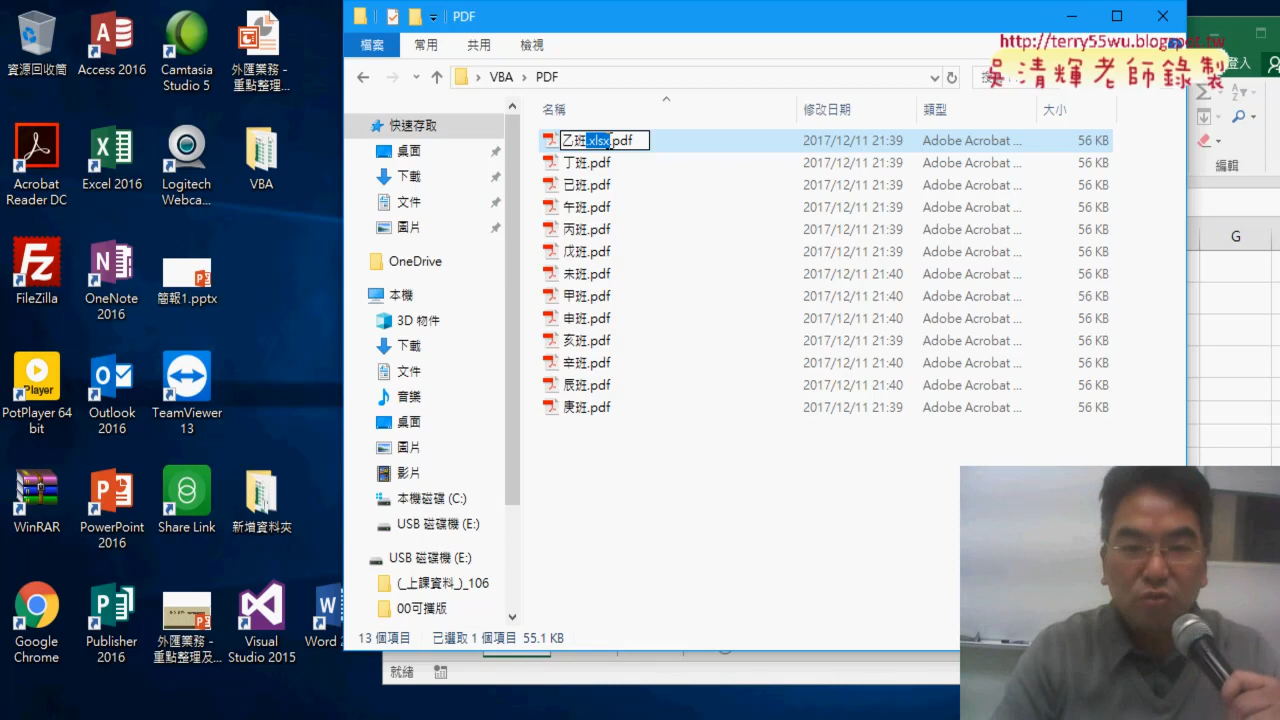 PDF
檔案 常用 共用 檢視
http://terry55wu.blogspot.tw
吳清輝老師錄製
登入
VBA PDF
名稱 修改日期 類型 大小
快速存取
桌面
下載
文件
圖片
OneDrive
本機
3D 物件
下載
文件
音樂
桌面
圖片
影片
本機磁碟 (C:)
USB 磁碟機 (E:)
USB 磁碟機 (E:)
(_上課資料_)_106
00可攜版
乙班.xlsx.pdf 2017/12/11 21:39 Adobe Acrobat ... 56 KB
丁班.pdf 2017/12/11 21:39 Adobe Acrobat ... 56 KB
已班.pdf 2017/12/11 21:39 Adobe Acrobat ... 56 KB
午班.pdf 2017/12/11 21:39 Adobe Acrobat ... 56 KB
丙班.pdf 2017/12/11 21:39 Adobe Acrobat ... 56 KB
戊班.pdf 2017/12/11 21:39 Adobe Acrobat ... 56 KB
未班.pdf 2017/12/11 21:40 Adobe Acrobat ... 56 KB
甲班.pdf 2017/12/11 21:40 Adobe Acrobat ... 56 KB
申班.pdf 2017/12/11 21:40 Adobe Acrobat ... 56 KB
亥班.pdf 2017/12/11 21:39 Adobe Acrobat ... 56 KB
辛班.pdf 2017/12/11 21:40 Adobe Acrobat ... 56 KB
辰班.pdf 2017/12/11 21:40 Adobe Acrobat ... 56 KB
庚班.pdf 2017/12/11 21:39 Adobe Acrobat ... 56 KB
13 個項目 已選取 1 個項目 55.1 KB
就緒
編輯
G
資源回收筒
Access 2016
Camtasia
Studio 5
外匯業務 -
重點整理...
Acrobat
Reader DC
Excel 2016
Logitech
Webca...
VBA
FileZilla
OneNote
2016
簡報1.pptx
PotPlayer 64
bit
Outlook
2016
TeamViewer
13
WinRAR
PowerPoint
2016
Share Link
新增資料夾
Google
Chrome
Publisher
2016
外匯業務 -
重點整理及...
Visual
Studio 2015
Word